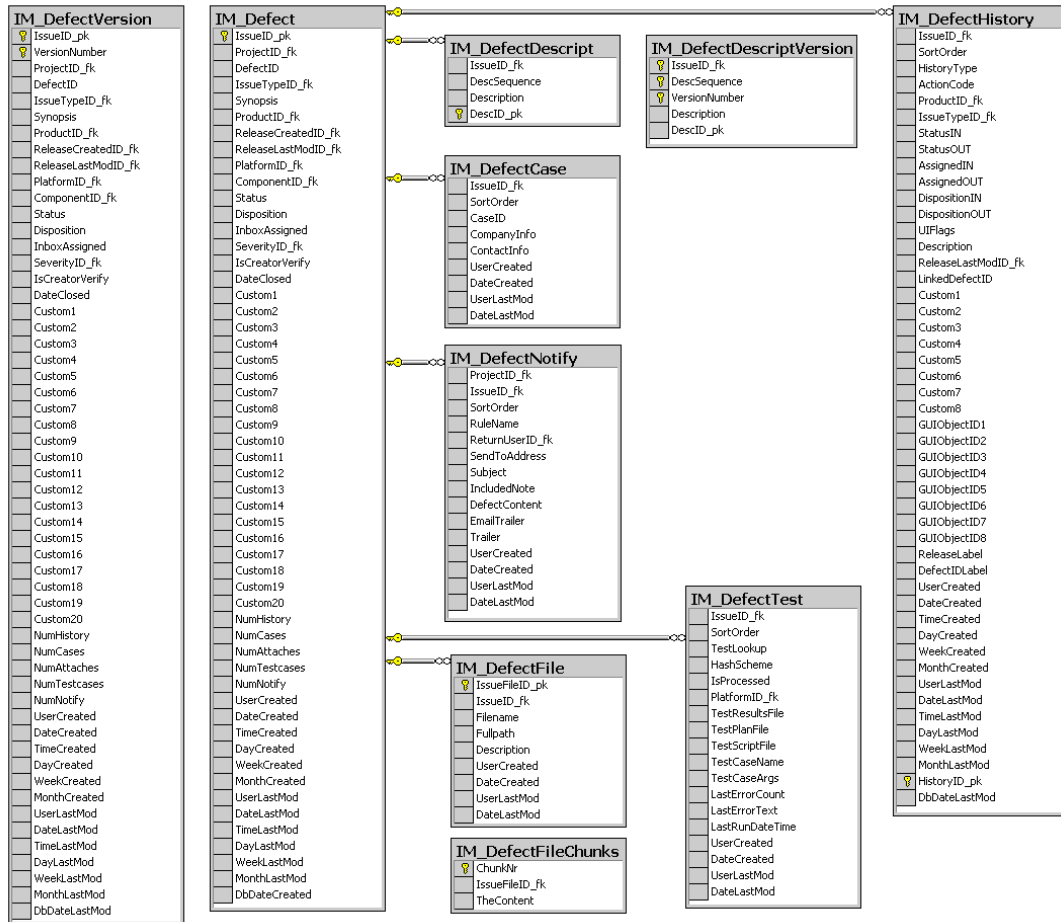 IM_DefectVersion
IssueID_pk
VersionNumber
ProjectID_fk
DefectID
IssueTypeID_fk
Synopsis
ProductID_fk
ReleaseCreatedID_fk
ReleaseLastModID_fk
PlatformID_fk
ComponentID_fk
Status
Disposition
InboxAssigned
SeverityID_fk
IsCreatorVerify
DateClosed
Custom1
Custom2
Custom3
Custom4
Custom5
Custom6
Custom7
Custom8
Custom9
Custom10
Custom11
Custom12
Custom13
Custom14
Custom15
Custom16
Custom17
Custom18
Custom19
Custom20
NumHistory
NumCases
NumAttaches
NumTestcases
NumNotify
UserCreated
DateCreated
TimeCreated
DayCreated
WeekCreated
MonthCreated
UserLastMod
DateLastMod
TimeLastMod
DayLastMod
WeekLastMod
MonthLastMod
DbDateLastMod
IM_Defect
IssueID_pk
ProjectID_fk
DefectID
IssueTypeID_fk
Synopsis
ProductID_fk
ReleaseCreatedID_fk
ReleaseLastModID_fk
PlatformID_fk
ComponentID_fk
Status
Disposition
InboxAssigned
SeverityID_fk
IsCreatorVerify
DateClosed
Custom1
Custom2
Custom3
Custom4
Custom5
Custom6
Custom7
Custom8
Custom9
Custom10
Custom11
Custom12
Custom13
Custom14
Custom15
Custom16
Custom17
Custom18
Custom19
Custom20
NumHistory
NumCases
NumAttaches
NumTestcases
NumNotify
UserCreated
DateCreated
TimeCreated
DayCreated
WeekCreated
MonthCreated
UserLastMod
DateLastMod
TimeLastMod
DayLastMod
WeekLastMod
MonthLastMod
DbDateCreated
IM_DefectDescript
IssueID_fk
DescSequence
Description
DescID_pk
IM_DefectDescriptVersion
IssueID_fk
DescSequence
VersionNumber
Description
DescID_pk
IM_DefectCase
IssueID_fk
SortOrder
CaseID
CompanyInfo
ContactInfo
UserCreated
DateCreated
UserLastMod
DateLastMod
IM_DefectNotify
ProjectID_fk
IssueID_fk
SortOrder
RuleName
ReturnUserID_fk
SendToAddress
Subject
IncludedNote
DefectContent
EmailTrailer
Trailer
UserCreated
DateCreated
UserLastMod
DateLastMod
IM_DefectFile
IssueFileID_pk
IssueID_fk
Filename
Fullpath
Description
UserCreated
DateCreated
UserLastMod
DateLastMod
IM_DefectFileChunks
ChunkNr
IssueFileID_fk
TheContent
IM_DefectTest
IssueID_fk
SortOrder
TestLookup
HashScheme
IsProcessed
PlatformID_fk
TestResultsFile
TestPlanFile
TestScriptFile
TestCaseName
TestCaseArgs
LastErrorCount
LastErrorText
LastRunDateTime
UserCreated
DateCreated
UserLastMod
DateLastMod
IM_DefectHistory
IssueID_fk
SortOrder
HistoryType
ActionCode
ProductID_fk
IssueTypeID_fk
StatusIN
StatusOUT
AssignedIN
AssignedOUT
DispositionIN
DispositionOUT
UIFlags
Description
ReleaseLastModID_fk
LinkedDefectID
Custom1
Custom2
Custom3
Custom4
Custom5
Custom6
Custom7
Custom8
GUIObjectID1
GUIObjectID2
GUIObjectID3
GUIObjectID4
GUIObjectID5
GUIObjectID6
GUIObjectID7
GUIObjectID8
ReleaseLabel
DefectIDLabel
UserCreated
DateCreated
TimeCreated
DayCreated
WeekCreated
MonthCreated
UserLastMod
DateLastMod
TimeLastMod
DayLastMod
WeekLastMod
MonthLastMod
HistoryID_pk
DbDateLastMod